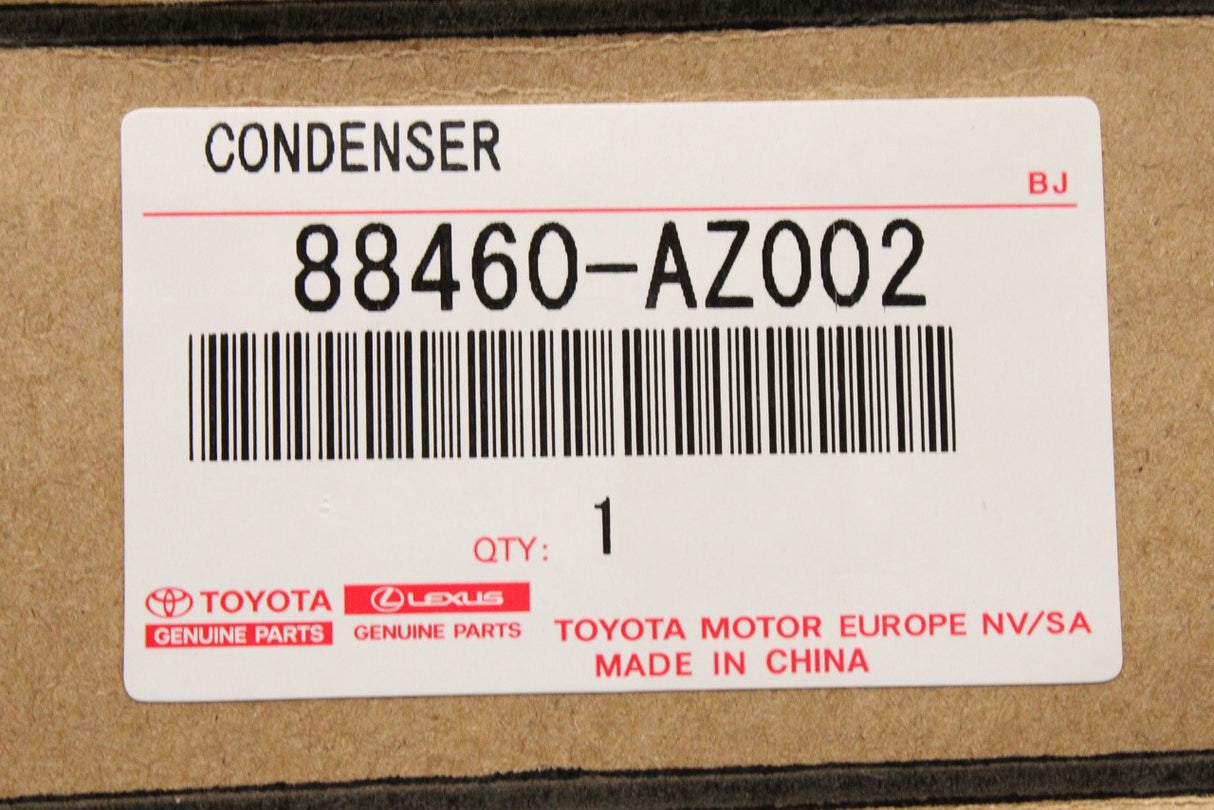 CONDENSER
BJ
88460-AZ002
1
QTY:
TOYOTA
LEXUS
GENUINE PARTS
GENUINE PARTS
TOYOTA MOTOR EUROPE NV/SA
MADE IN CHINA